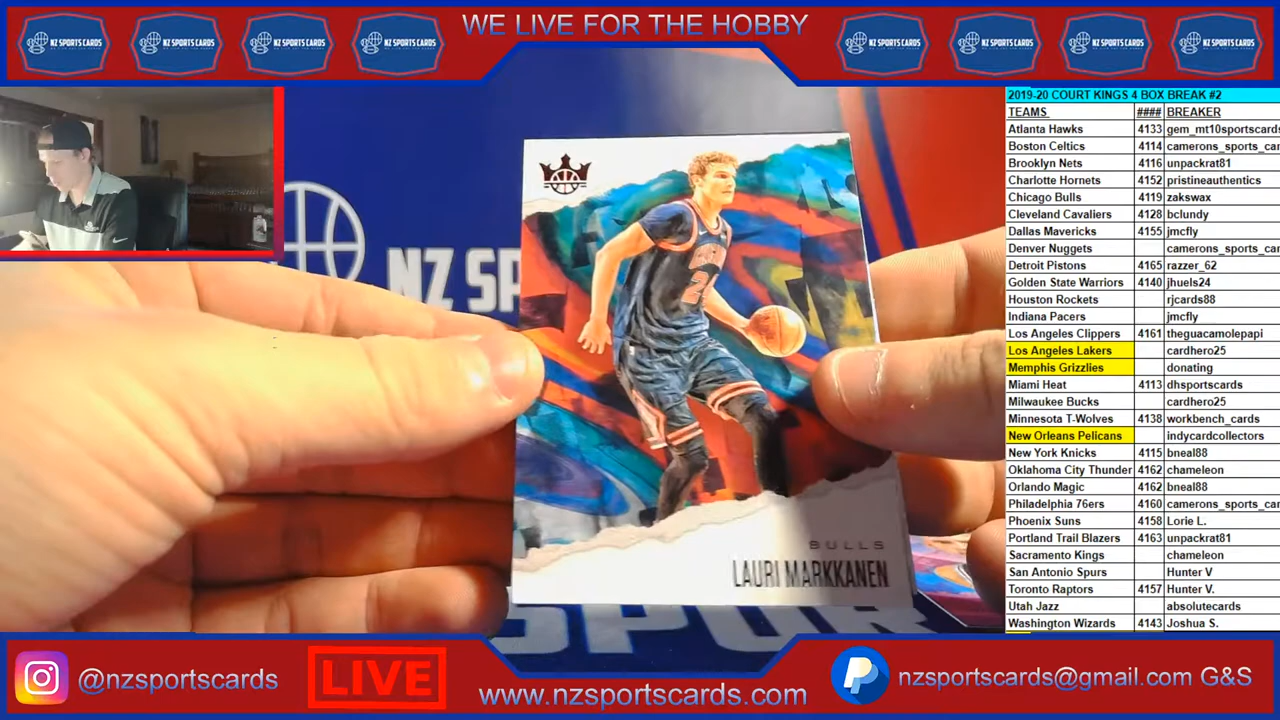 WE LIVE FOR THE HOBBY
NZ SPORTS CARDS
NZ SPORTS CARDS
NZ SPORTS CARDS
NZ SPORTS CARDS
NZ SPORTS CARDS
NZ SPORTS CARDS
NZ SPORTS CARDS
NZ SPORTS CARDS
NZ SP
BULLS
LAURI MARKKANEN
2019-20 COURT KINGS 4 BOX BREAK #2
TEAMS #### BREAKER
Atlanta Hawks 4133 gem_mt10sportscards
Boston Celtics 4114 camerons_sports_ca
Brooklyn Nets 4116 unpackrat81
Charlotte Hornets 4152 pristineauthentics
Chicago Bulls 4119 zakswax
Cleveland Cavaliers 4128 bclundy
Dallas Mavericks 4155 jmcfly
Denver Nuggets camerons_sports_ca
Detroit Pistons 4165 razzer_62
Golden State Warriors 4140 jhuels24
Houston Rockets rjcards88
Indiana Pacers jmcfly
Los Angeles Clippers 4161 theguacamolepapi
Los Angeles Lakers cardhero25
Memphis Grizzlies donating
Miami Heat 4113 dhsportscards
Milwaukee Bucks cardhero25
Minnesota T-Wolves 4138 workbench_cards
New Orleans Pelicans indycardcollectors
New York Knicks 4115 bneal88
Oklahoma City Thunder 4162 chameleon
Orlando Magic 4162 bneal88
Philadelphia 76ers 4160 camerons_sports_ca
Phoenix Suns 4158 Lorie L.
Portland Trail Blazers 4163 unpackrat81
Sacramento Kings chameleon
San Antonio Spurs Hunter V
Toronto Raptors 4157 Hunter V.
Utah Jazz absolutecards
Washington Wizards 4143 Joshua S.
@nzsportscards
LIVE
www.nzsportscards.com
nzsportscards@gmail.com G&S